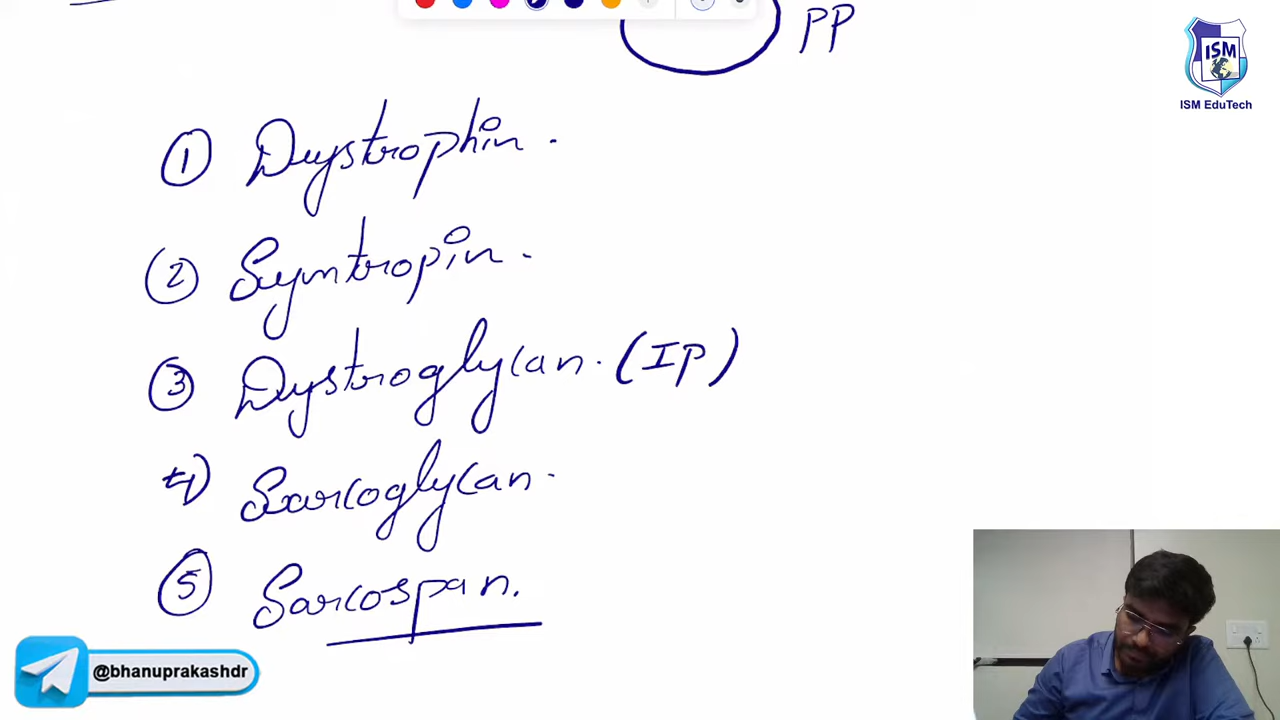 PP
ISM
ISM EduTech
① Dystrophin.
② Syntropin.
③ Dystroglycan. (IP)
4) Sarcoglycan.
⑤ Sarcospan.
@bhanuprakashdr